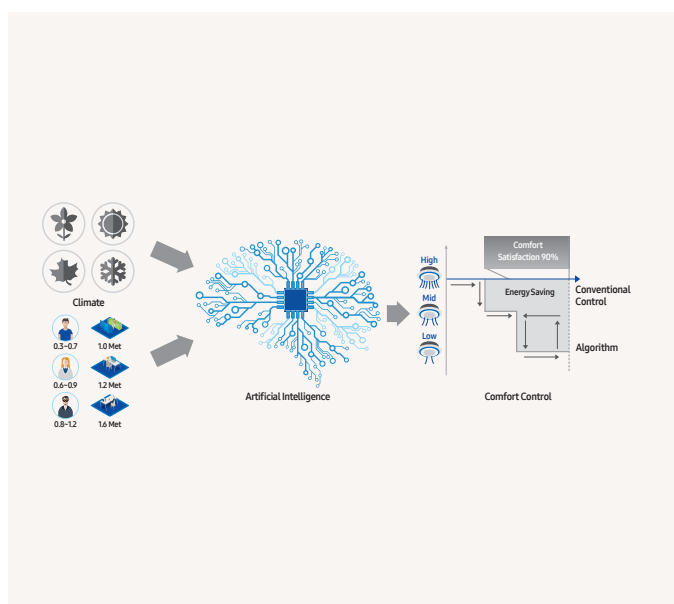 Climate
0.3~0.7
1.0 Met
0.6~0.9
1.2 Met
0.8~1.2
1.6 Met
Artificial Intelligence
High
Mid
Low
Comfort
Satisfaction 90%
Energy Saving
Conventional
Control
Algorithm
Comfort Control